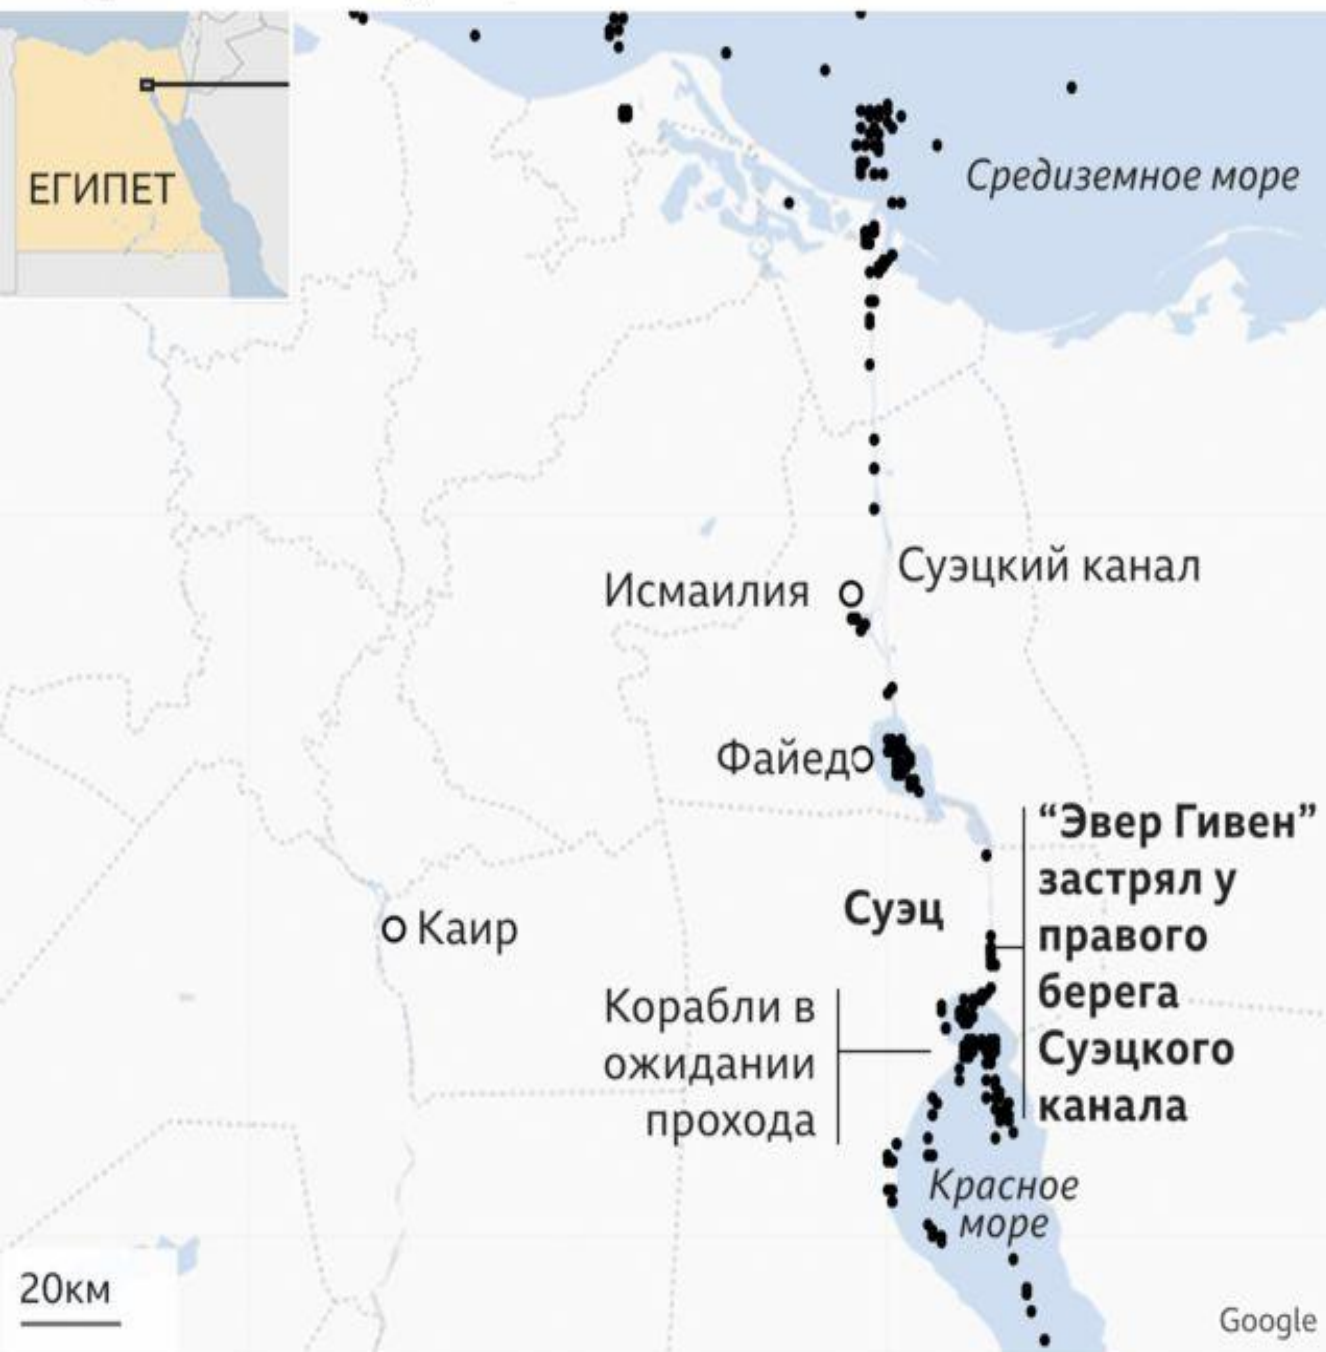 ЕГИПЕТ
Средиземное море
Суэцкий канал
Исмаилия
Файед
“Эвер Гивен”
застрял у
правого
берега
Суэцкого
канала
Суэц
Каир
Корабли в
ожидании
прохода
Красное
море
20км
Google